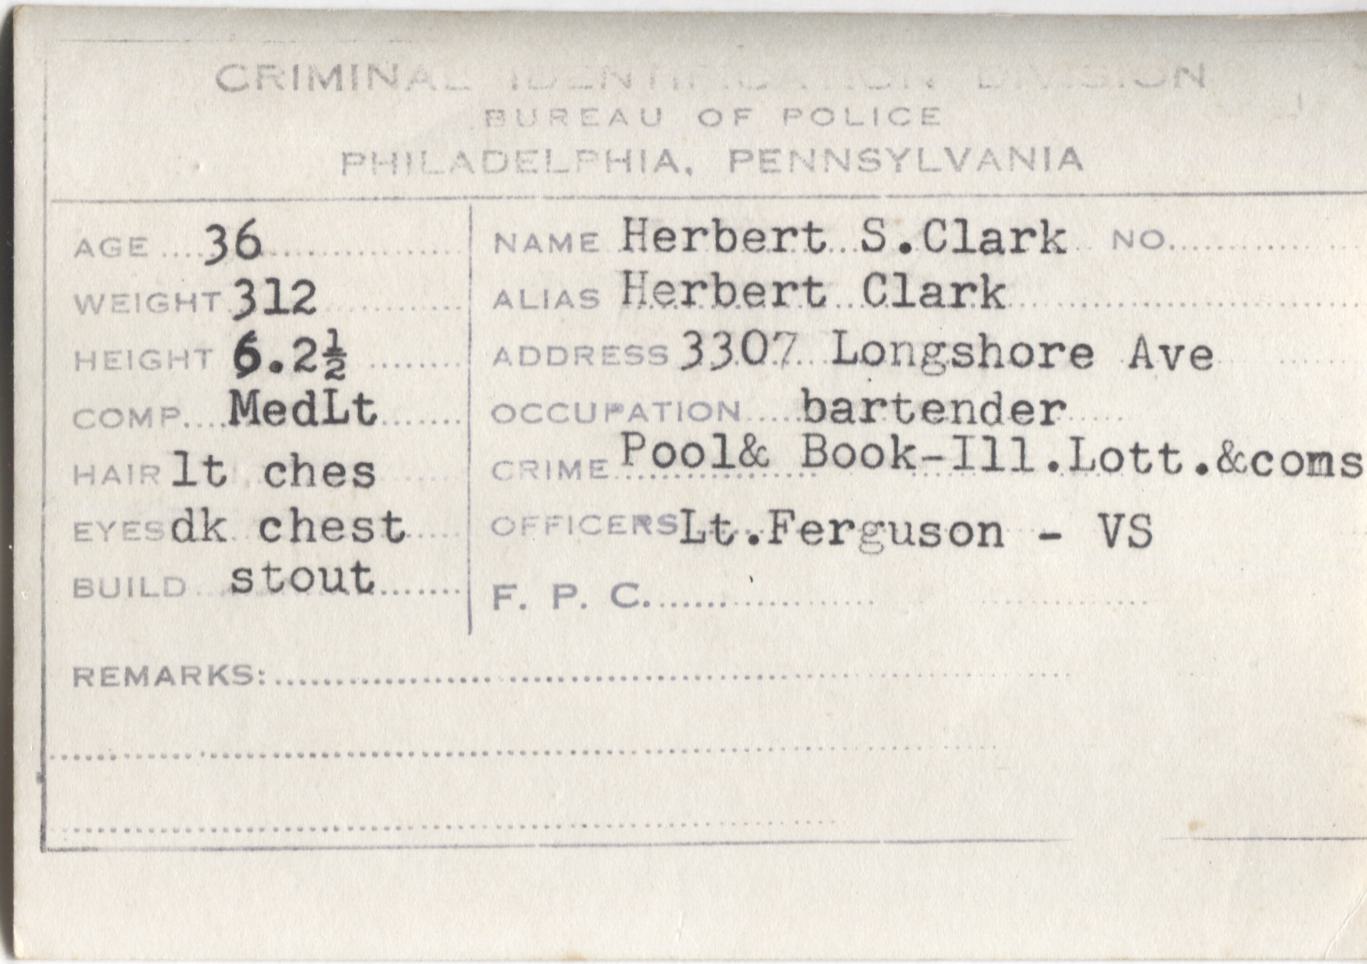 CRIMINAL IDENTIFICATION DIVISION
BUREAU OF POLICE
PHILADELPHIA, PENNSYLVANIA
AGE 36
WEIGHT 312
HEIGHT 6.2½
COMP. MedLt
HAIR lt ches
EYES dk chest
BUILD stout
NAME Herbert S.Clark NO.
ALIAS Herbert Clark
ADDRESS 3307 Longshore Ave
OCCUPATION bartender
CRIME Pool& Book-Ill.Lott.&coms
OFFICERS Lt.Ferguson - VS
F. P. C.
REMARKS: